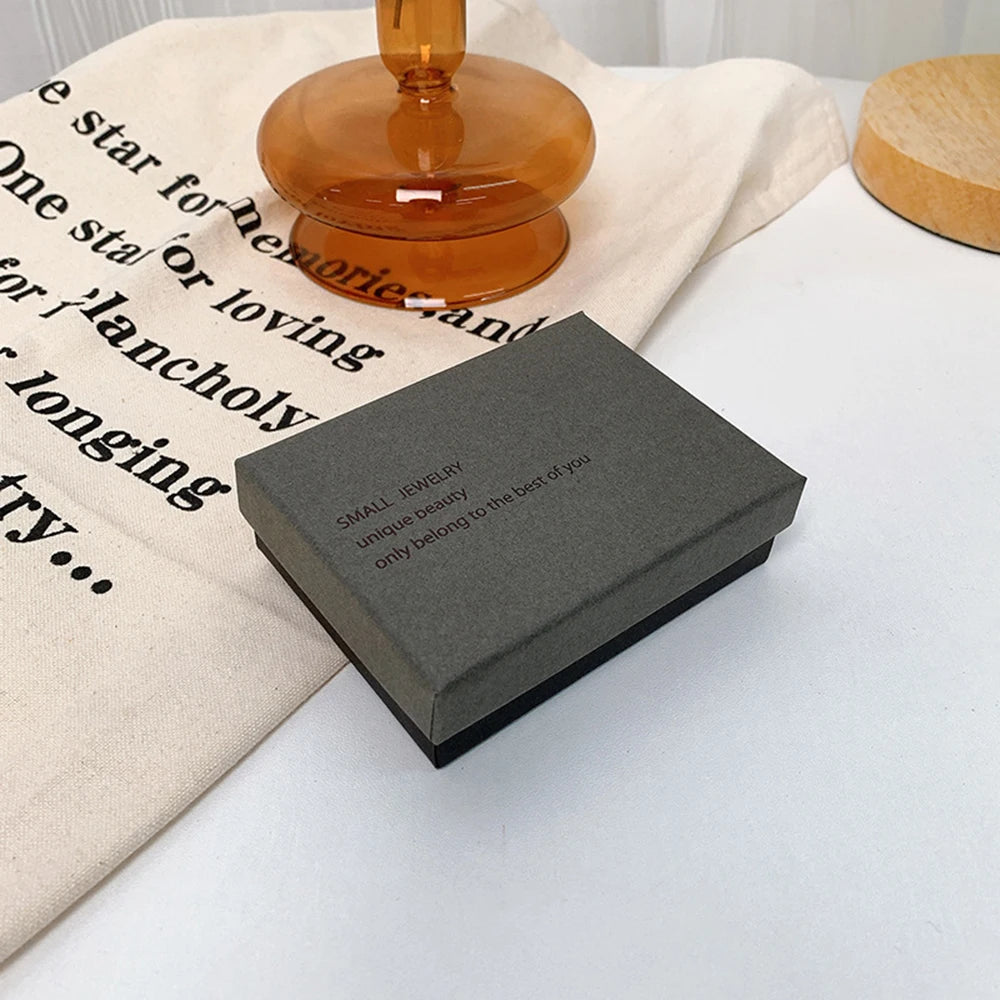 star for memories, and
One star for loving
for melancholy
longing
try...
SMALL JEWELRY
unique beauty
only belong to the best of you